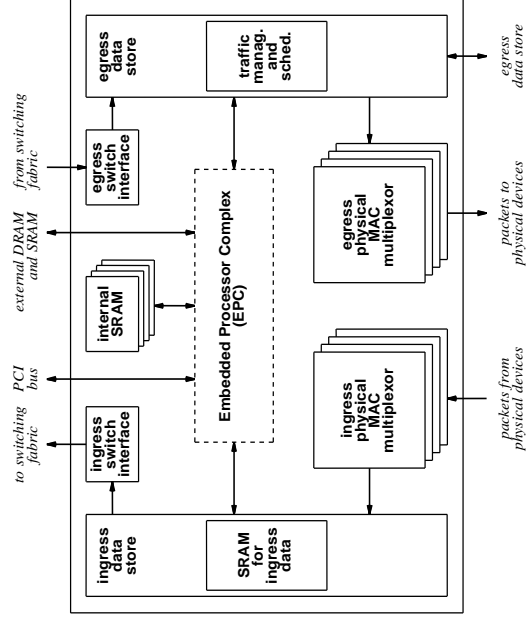 to switching
fabric
PCI
bus
external DRAM
and SRAM
from switching
fabric
ingress
data
store
ingress
switch
interface
internal
SRAM
egress
switch
interface
egress
data
store
SRAM
for
ingress
data
Embedded Processor Complex
(EPC)
traffic
manag.
and
sched.
ingress
physical
MAC
multiplexor
egress
physical
MAC
multiplexor
packets from
physical devices
packets to
physical devices
egress
data store